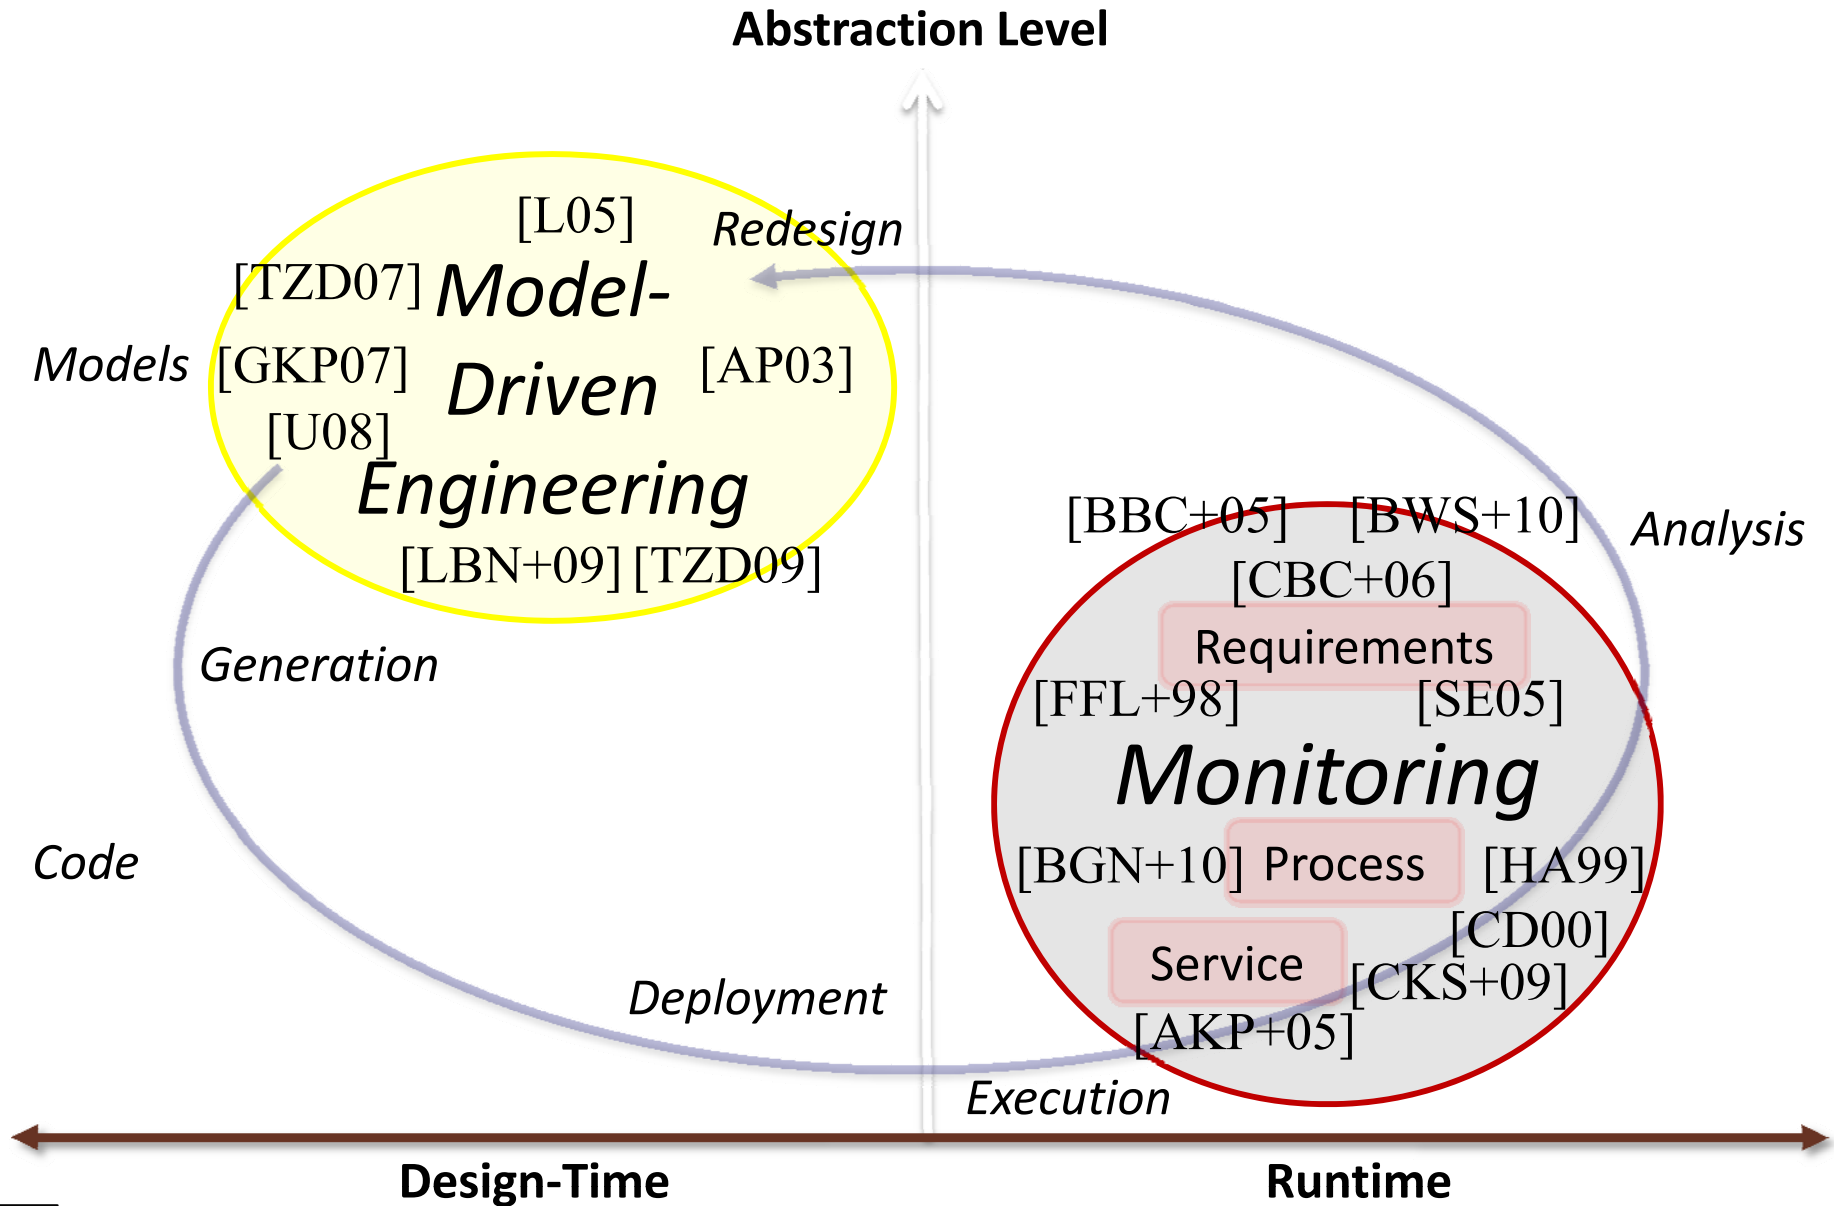 Abstraction Level
[L05]
Redesign
[TZD07]
Model-
Models
[GKP07]
Driven
[AP03]
[U08]
Engineering
[LBN+09] [TZD09]
[BBC+05] [BWS+10]
Analysis
[CBC+06]
Requirements
Generation
[FFL+98] [SE05]
Monitoring
Code
[BGN+10] Process [HA99]
[CD00]
Service
[CKS+09]
Deployment
[AKP+05]
Execution
Design-Time
Runtime